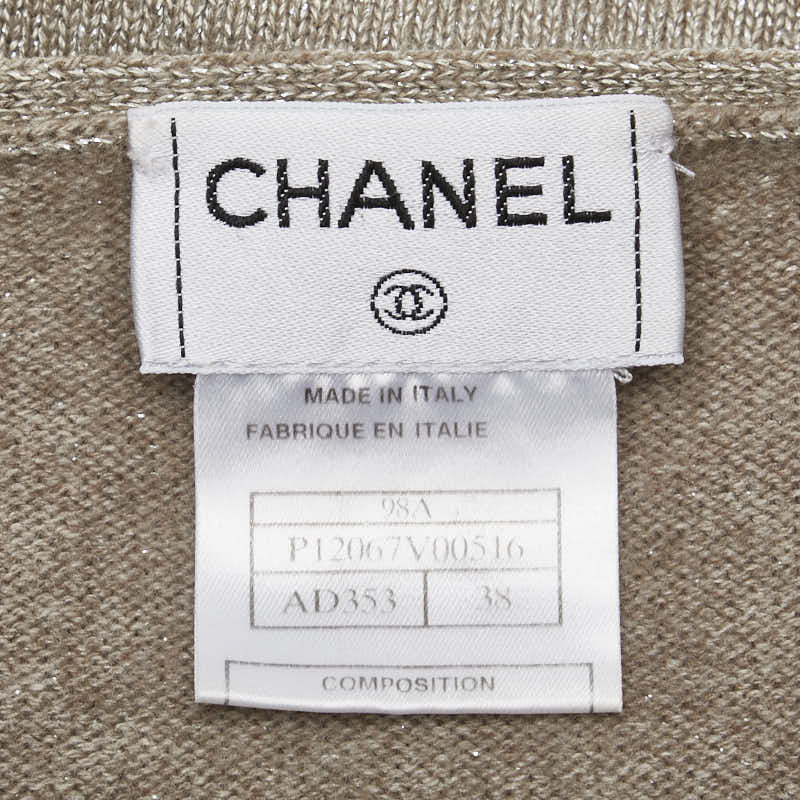 CHANEL
MADE IN ITALY
FABRIQUE EN ITALIE
98A
P12067V00516
AD353 38
COMPOSITION